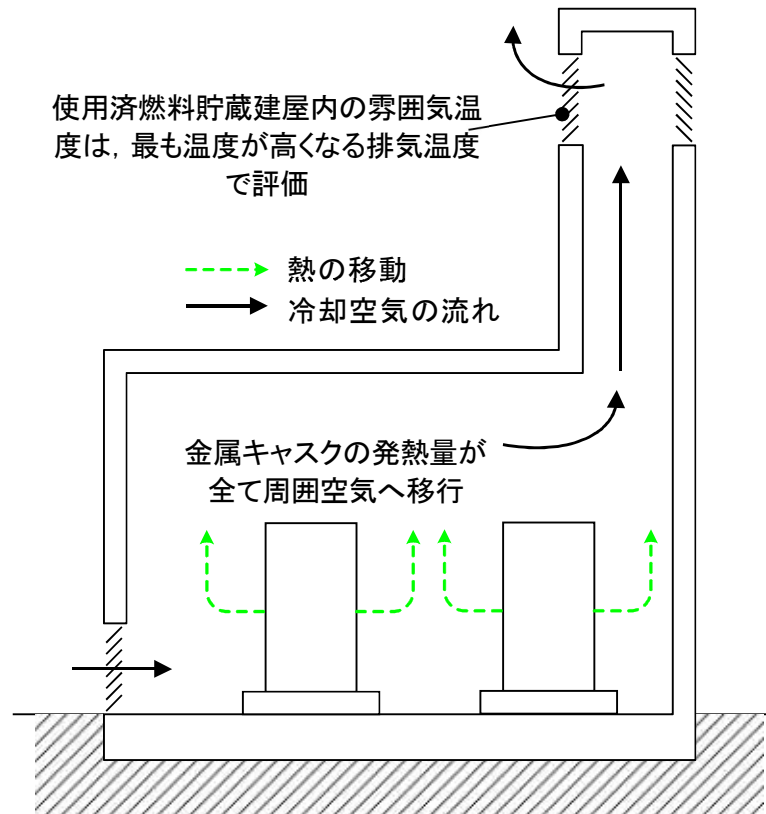 使用済燃料貯蔵建屋内の雰囲気温
度は，最も温度が高くなる排気温度
で評価
熱の移動
冷却空気の流れ
金属キャスクの発熱量が
全て周囲空気へ移行